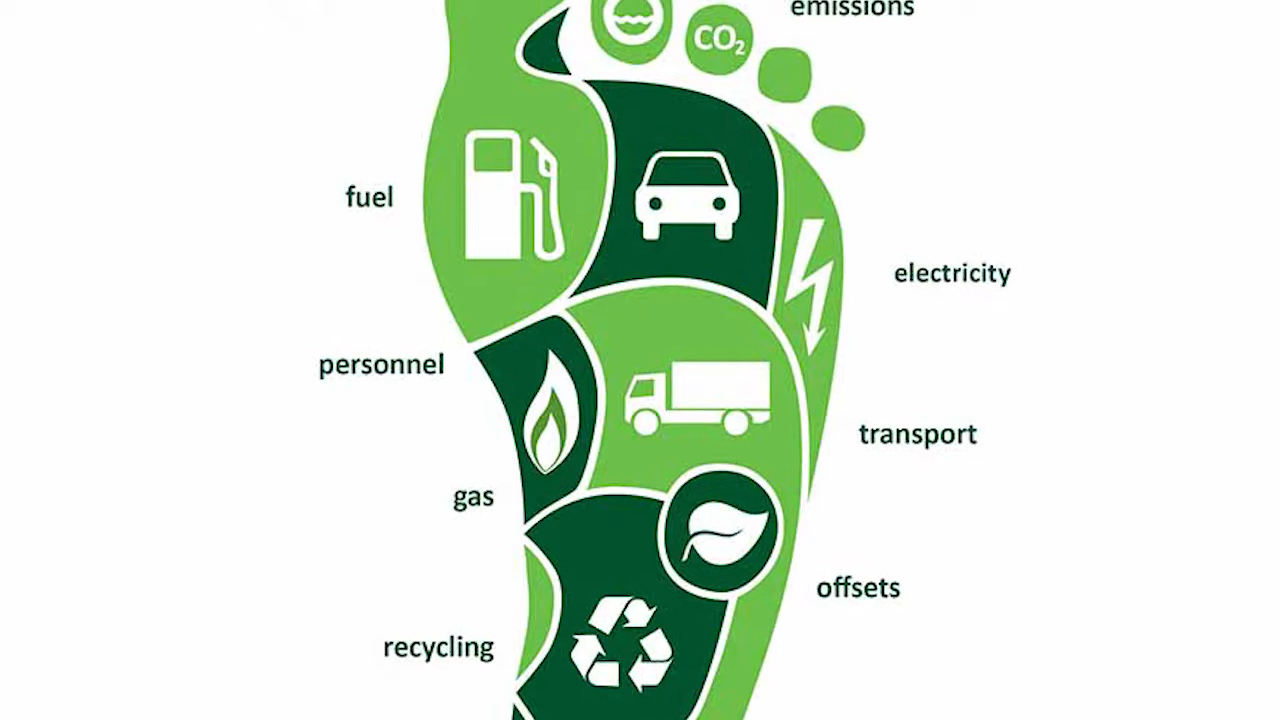 emissions
CO₂
fuel
electricity
personnel
transport
gas
offsets
recycling